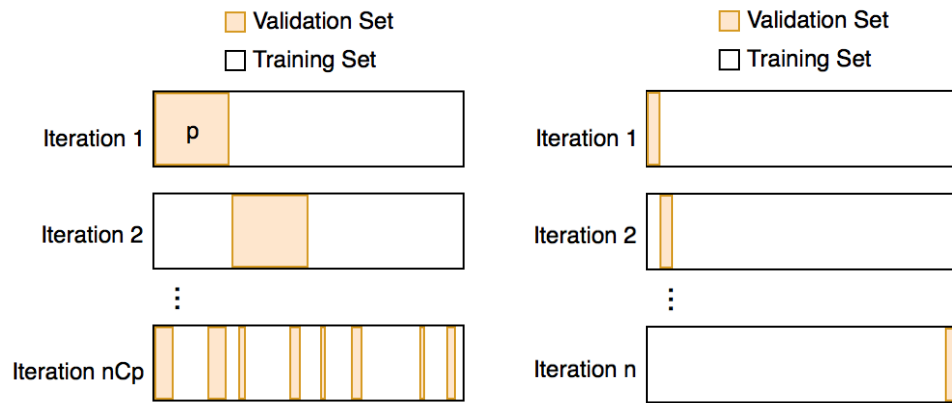 Validation Set
Training Set
Iteration 1
p
Iteration 2
⋮
Iteration nCp
Validation Set
Training Set
Iteration 1
Iteration 2
⋮
Iteration n